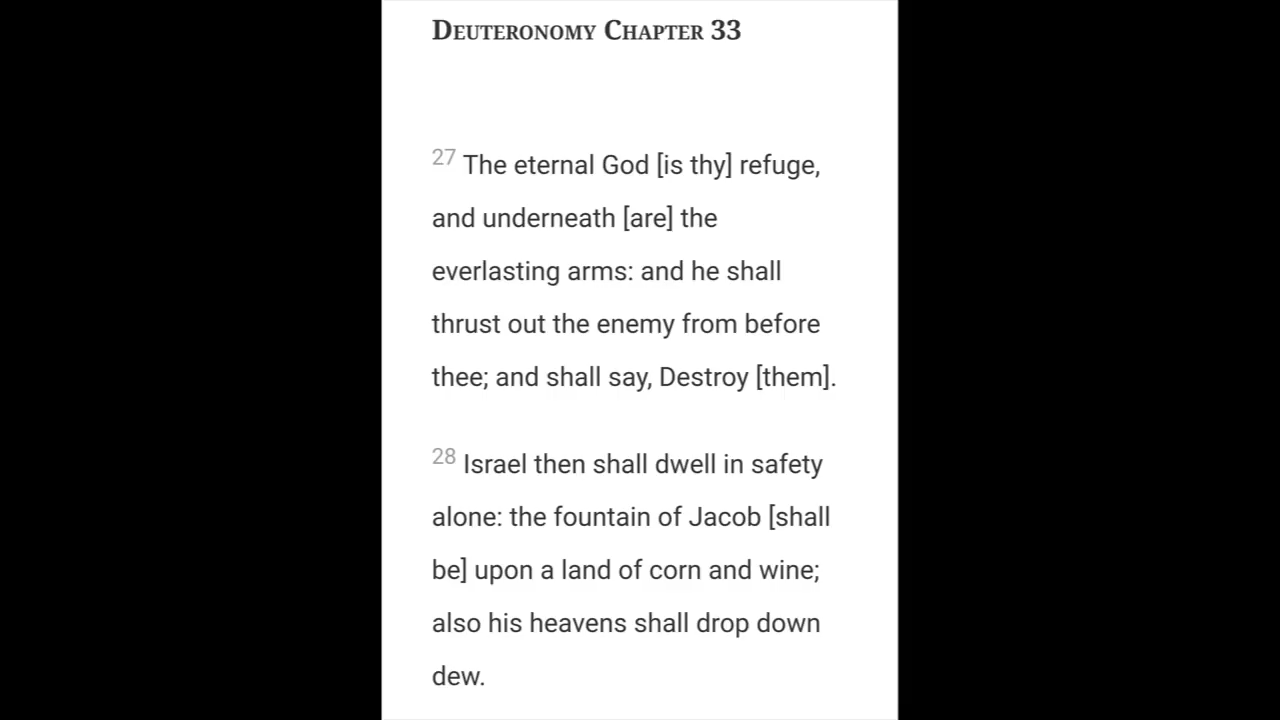 Deuteronomy Chapter 33
27 The eternal God [is thy] refuge,
and underneath [are] the
everlasting arms: and he shall
thrust out the enemy from before
thee; and shall say, Destroy [them].
28 Israel then shall dwell in safety
alone: the fountain of Jacob [shall
be] upon a land of corn and wine;
also his heavens shall drop down
dew.